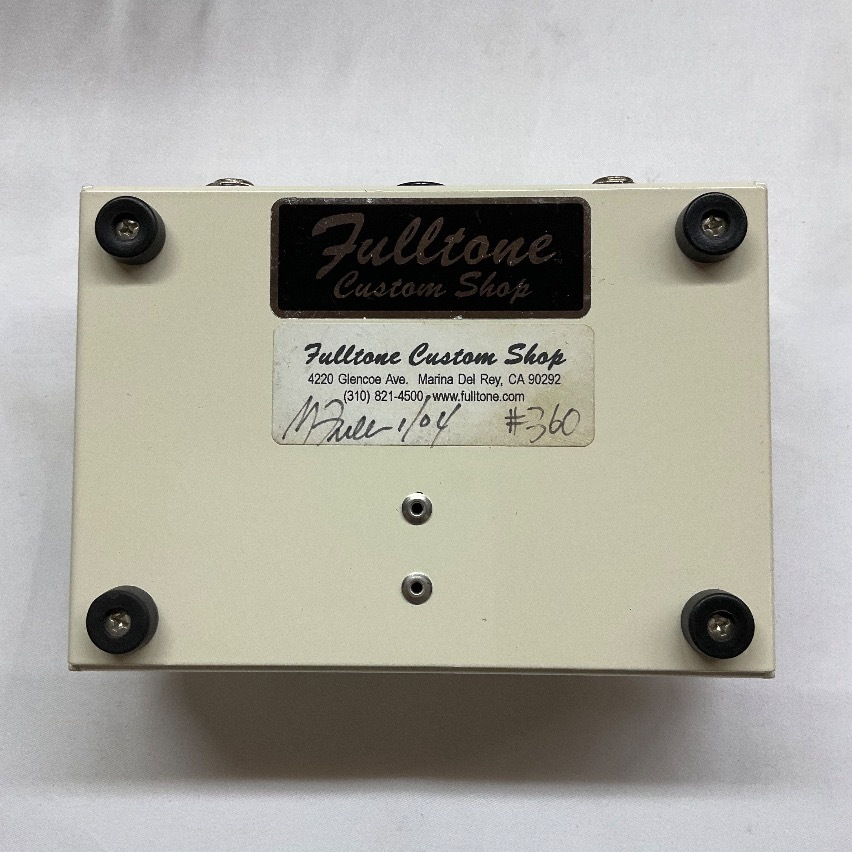 Fulltone
Custom Shop
Fulltone Custom Shop
4220 Glencoe Ave. Marina Del Rey, CA 90292
(310) 821-4500 www.fulltone.com
M Fuller 1/04 #360